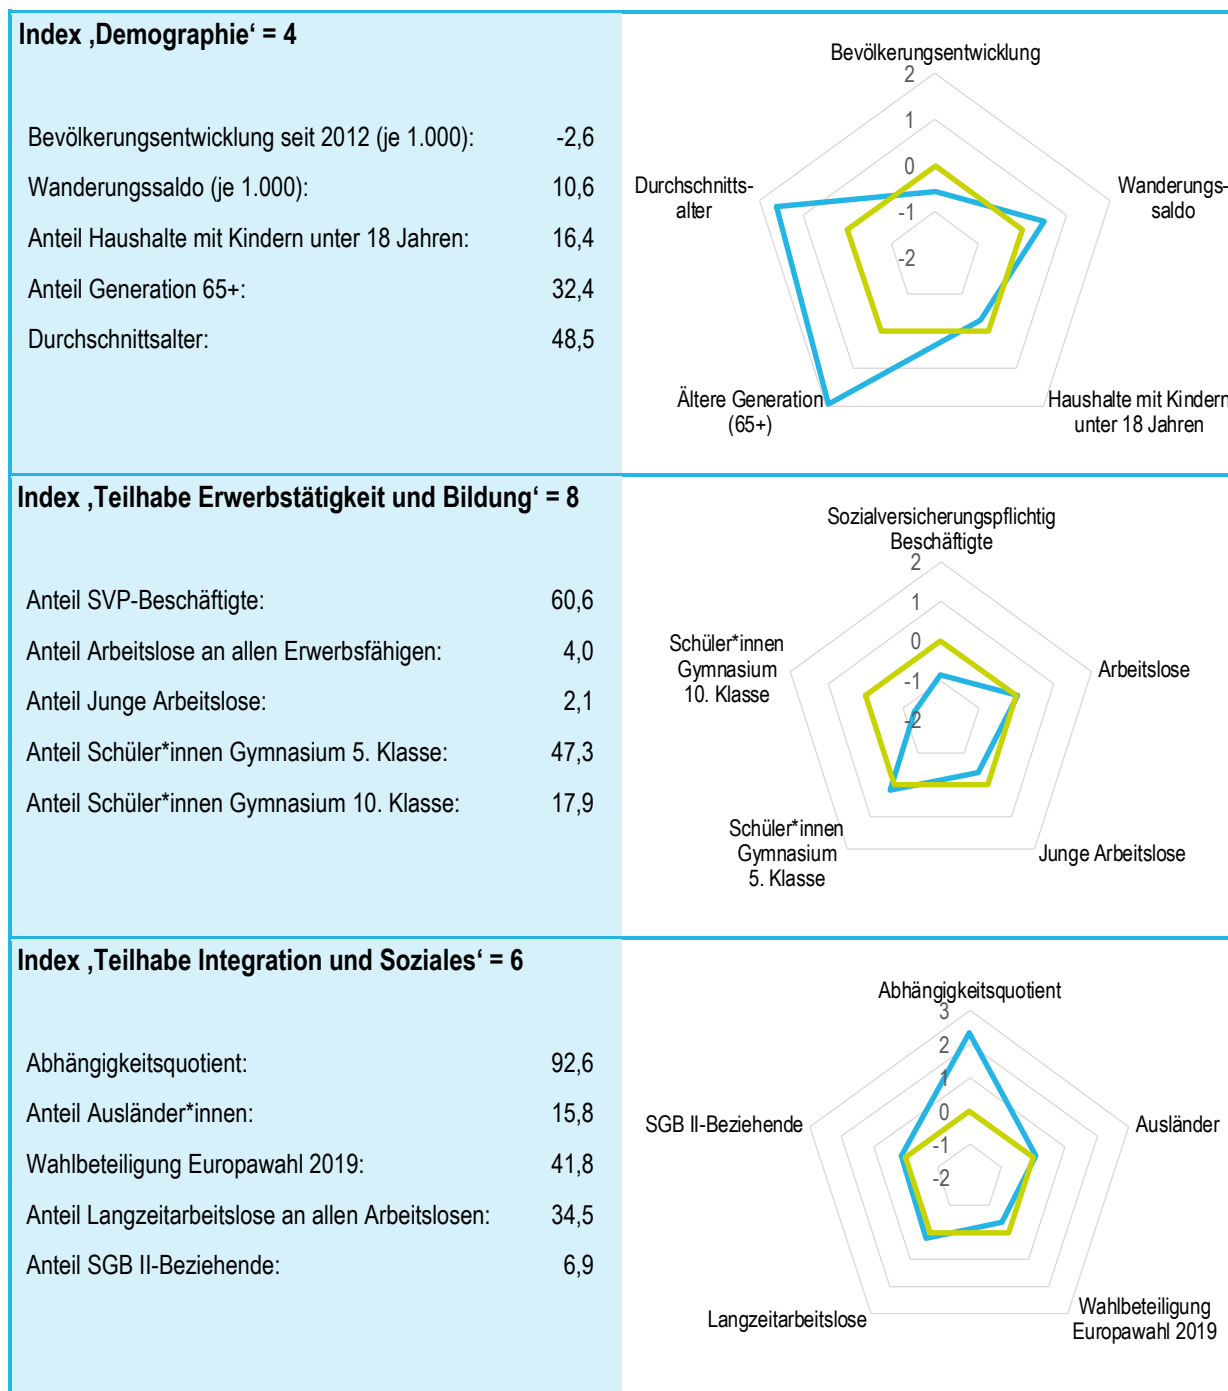 Index ‚Demographie‘ = 4
Bevölkerungsentwicklung seit 2012 (je 1.000): -2,6
Wanderungssaldo (je 1.000): 10,6
Anteil Haushalte mit Kindern unter 18 Jahren: 16,4
Anteil Generation 65+: 32,4
Durchschnittsalter: 48,5
Bevölkerungsentwicklung
2
1
0
-1
-2
Durchschnitts-
alter
Wanderungs-
saldo
Ältere Generation
(65+)
Haushalte mit Kindern
unter 18 Jahren
Index ‚Teilhabe Erwerbstätigkeit und Bildung‘ = 8
Anteil SVP-Beschäftigte: 60,6
Anteil Arbeitslose an allen Erwerbsfähigen: 4,0
Anteil Junge Arbeitslose: 2,1
Anteil Schüler*innen Gymnasium 5. Klasse: 47,3
Anteil Schüler*innen Gymnasium 10. Klasse: 17,9
Sozialversicherungspflichtig
Beschäftigte
2
1
0
-1
-2
Schüler*innen
Gymnasium
10. Klasse
Arbeitslose
Schüler*innen
Gymnasium
5. Klasse
Junge Arbeitslose
Index ‚Teilhabe Integration und Soziales‘ = 6
Abhängigkeitsquotient: 92,6
Anteil Ausländer*innen: 15,8
Wahlbeteiligung Europawahl 2019: 41,8
Anteil Langzeitarbeitslose an allen Arbeitslosen: 34,5
Anteil SGB II-Beziehende: 6,9
Abhängigkeitsquotient
3
2
1
0
-1
-2
SGB II-Beziehende
Ausländer
Langzeitarbeitslose
Wahlbeteiligung
Europawahl 2019